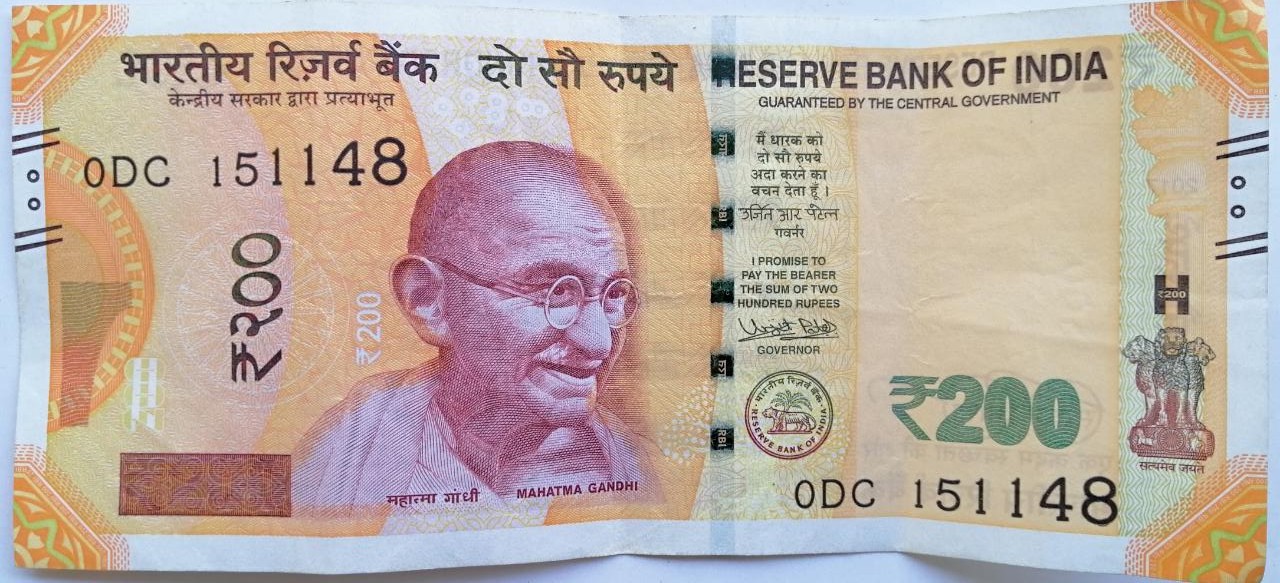 भारतीय रिज़र्व बैंक दो सौ रुपये
केन्द्रीय सरकार द्वारा प्रत्याभूत
0DC 151148
₹२००
₹200
महात्मा गांधी MAHATMA GANDHI
RESERVE BANK OF INDIA
GUARANTEED BY THE CENTRAL GOVERNMENT
मैं धारक को
दो सौ रुपये
अदा करने का
वचन देता हूँ ।
उर्जित आर पटेल
गवर्नर
I PROMISE TO
PAY THE BEARER
THE SUM OF TWO
HUNDRED RUPEES
Urjit Patel
GOVERNOR
भारतीय रिज़र्व बैंक
RESERVE BANK OF INDIA
RBI
RBI
₹200
₹200
सत्यमेव जयते
0DC 151148